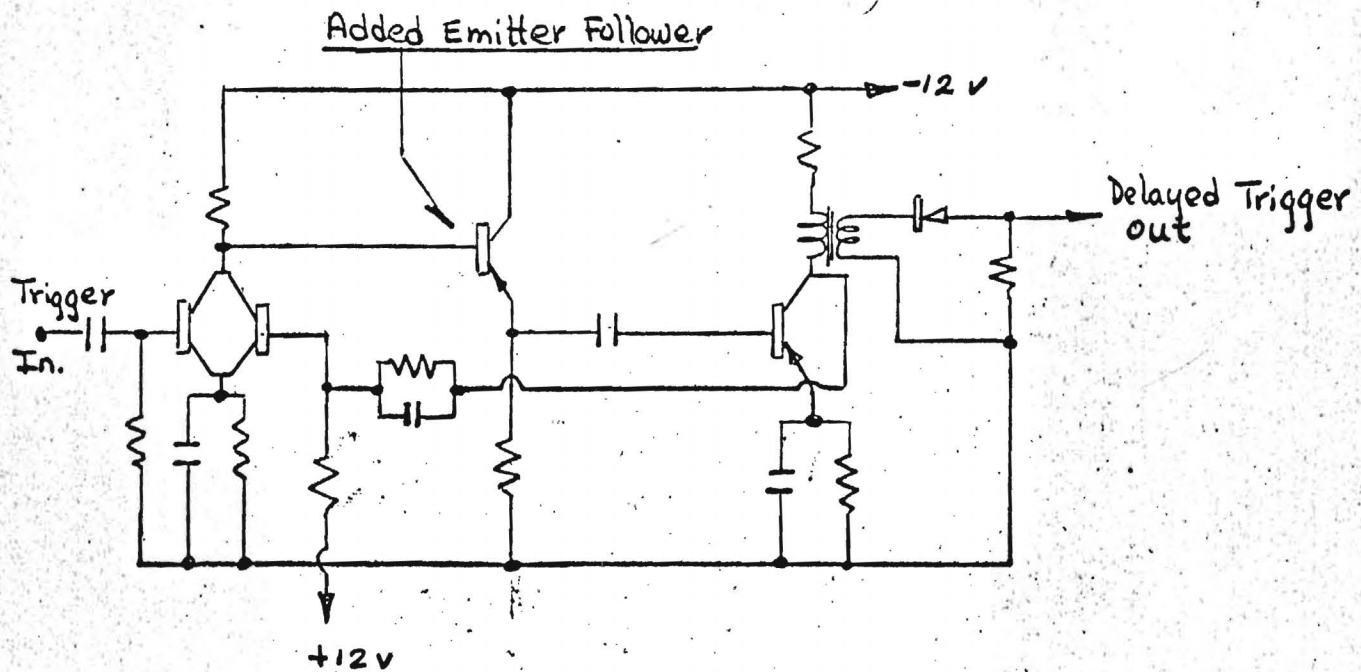 Added Emitter Follower
-12 v
Delayed Trigger
out
Trigger
In.
+12 v